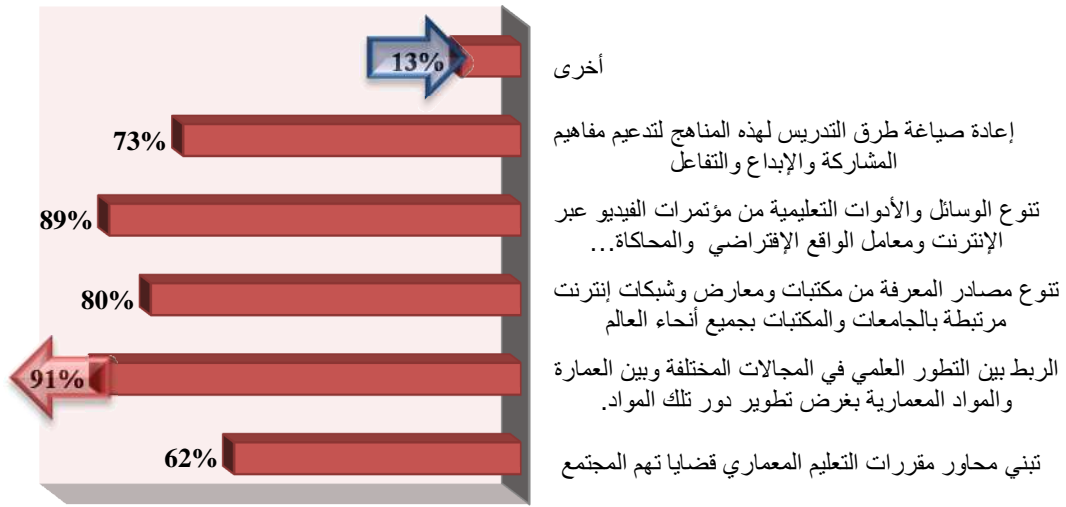 أخرى
13%
إعادة صياغة طرق التدريس لهذه المناهج لتدعيم مفاهيم
المشاركة والإبداع والتفاعل
73%
تنوع الوسائل والأدوات التعليمية من مؤتمرات الفيديو عبر
الإنترنت ومعامل الواقع الإفتراضي والمحاكاة...
89%
تنوع مصادر المعرفة من مكتبات ومعارض وشبكات إنترنت
مرتبطة بالجامعات والمكتبات بجميع أنحاء العالم
80%
الربط بين التطور العلمي في المجالات المختلفة وبين العمارة
والمواد المعمارية بغرض تطوير دور تلك المواد.
91%
تبني محاور مقررات التعليم المعماري قضايا تهم المجتمع
62%